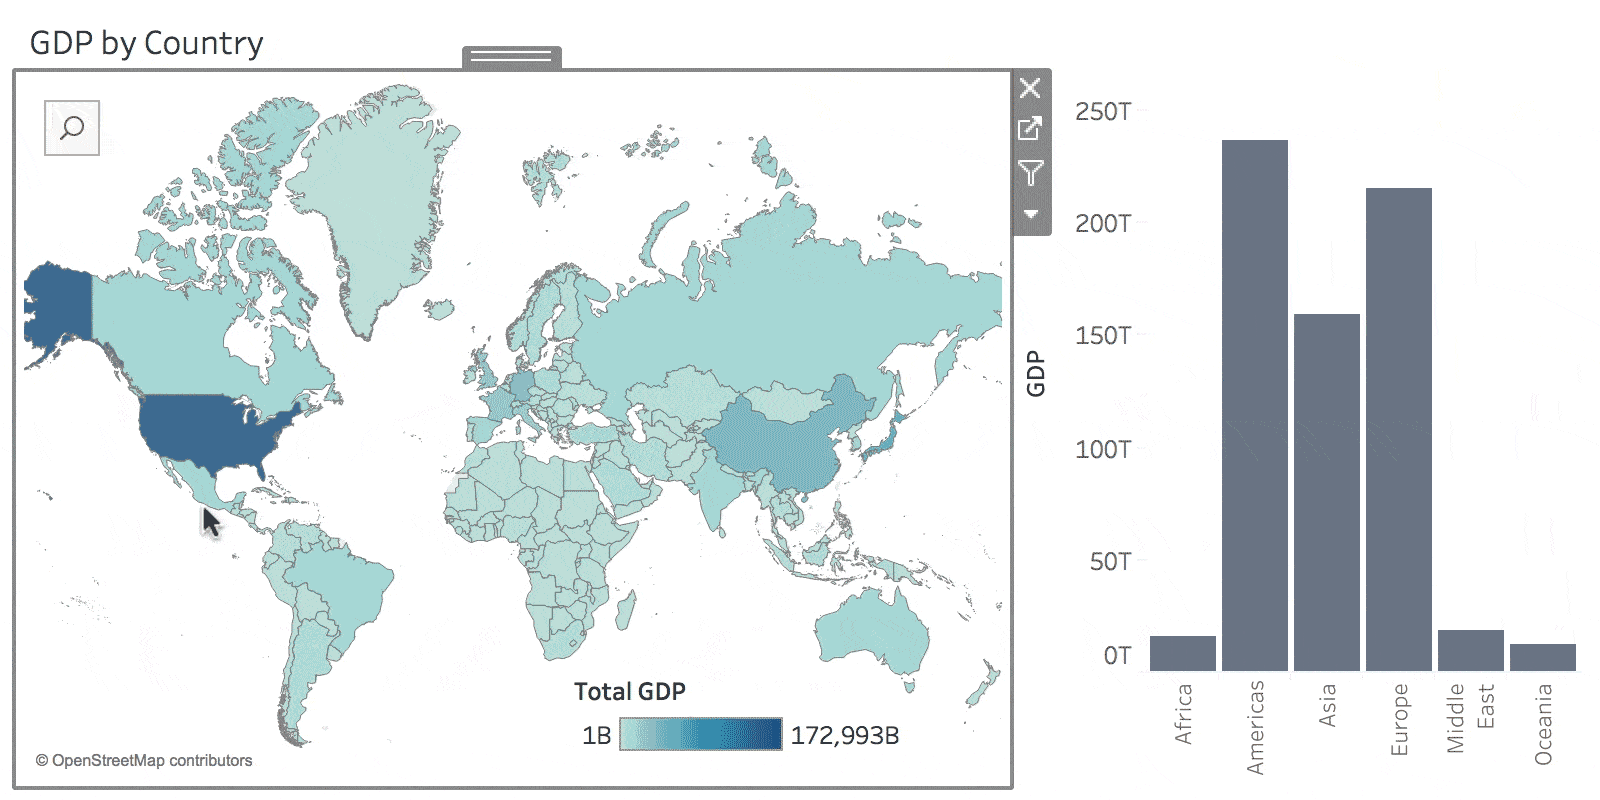 GDP by Country
Total GDP
1B 172,993B
© OpenStreetMap contributors
GDP
250T
200T
150T
100T
50T
0T
Africa
Americas
Asia
Europe
Middle
East
Oceania